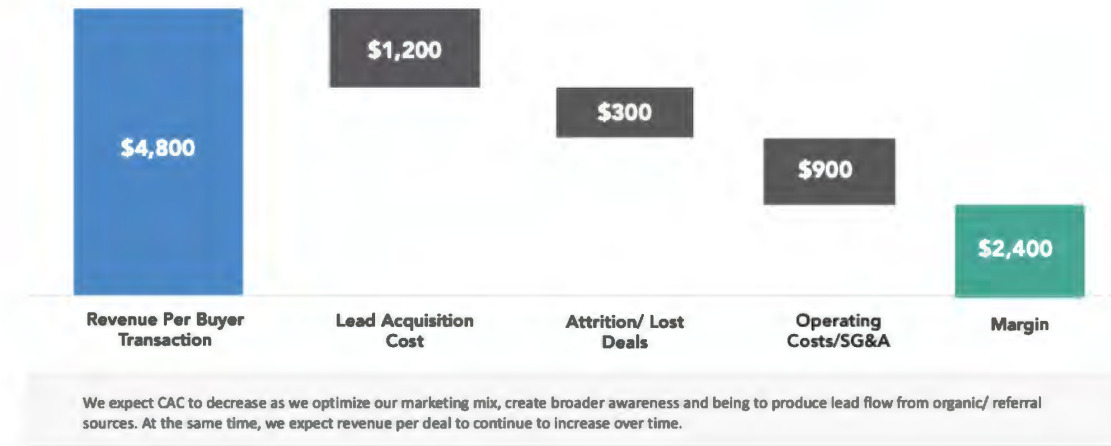 $4,800
$1,200
$300
$900
$2,400
Revenue Per Buyer
Transaction
Lead Acquisition
Cost
Attrition/ Lost
Deals
Operating
Costs/SG&A
Margin
We expect CAC to decrease as we optimize our marketing mix, create broader awareness and being to produce lead flow from organic/ referral
sources. At the same time, we expect revenue per deal to continue to increase over time.